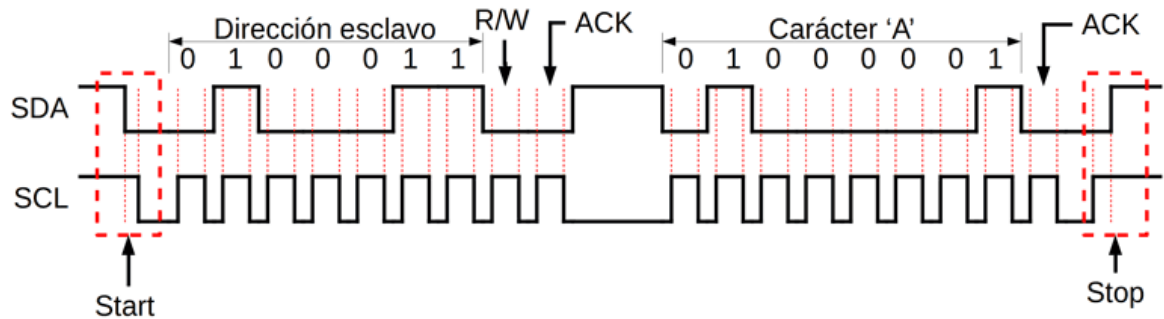 Dirección esclavo R/W ACK Carácter ‘A’ ACK
0 1 0 0 0 1 1 0 1 0 0 0 0 0 1
SDA
SCL
Start Stop